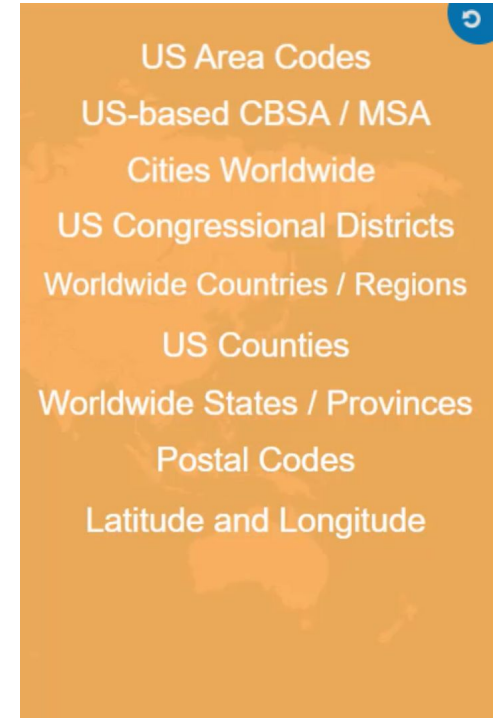 US Area Codes
US-based CBSA / MSA
Cities Worldwide
US Congressional Districts
Worldwide Countries / Regions
US Counties
Worldwide States / Provinces
Postal Codes
Latitude and Longitude